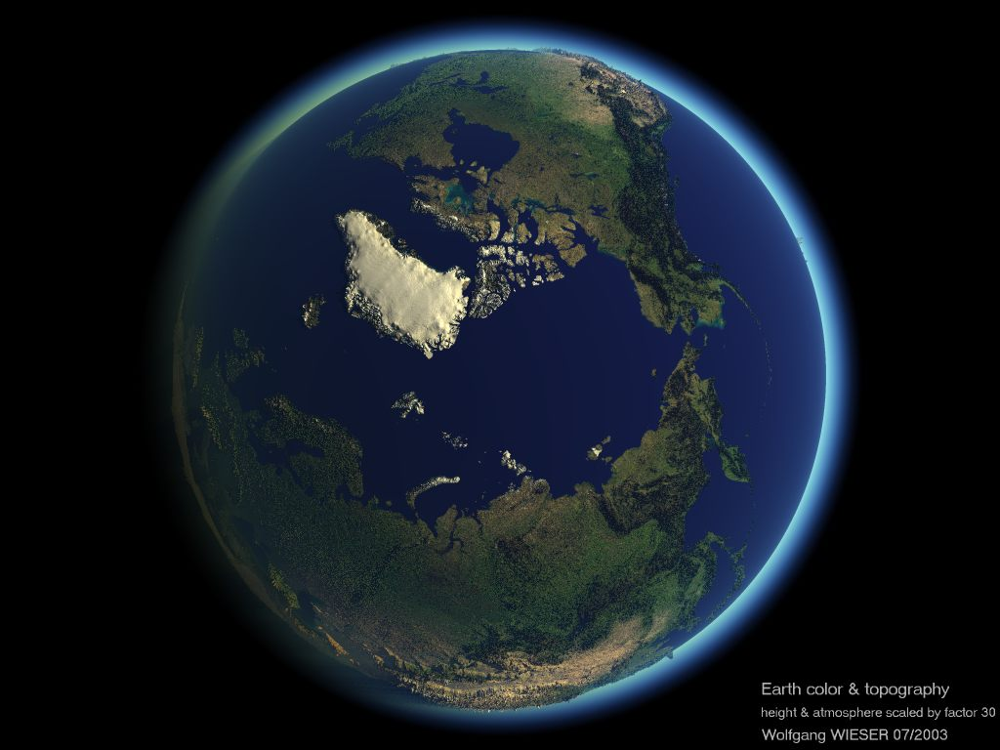 Earth color & topography
height & atmosphere scaled by factor 30
Wolfgang WIESER 07/2003